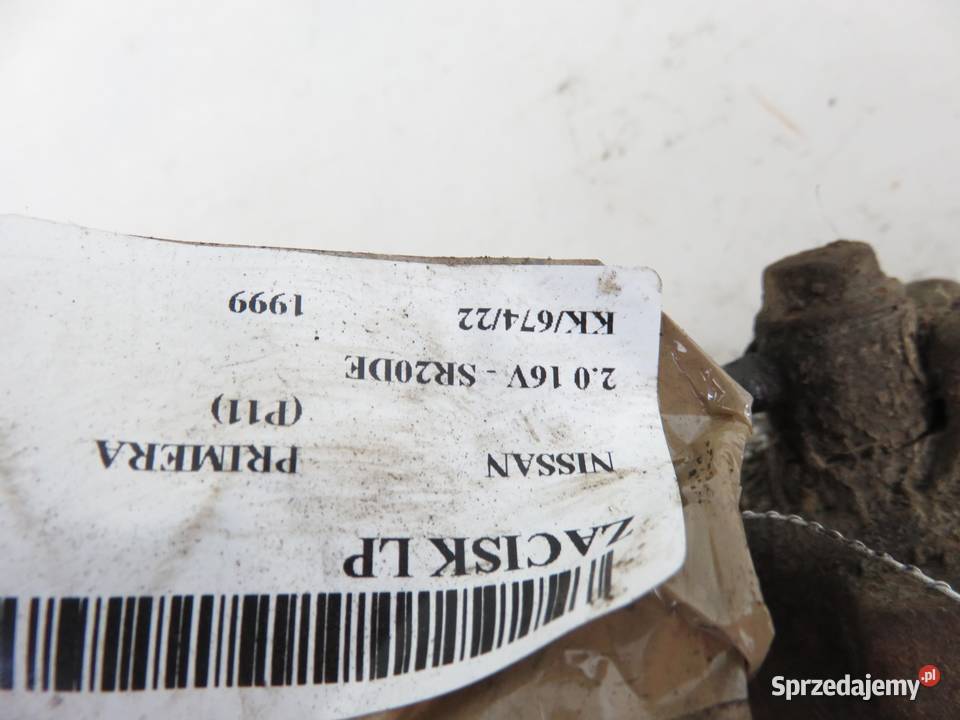 ZACISK LP
NISSAN PRIMERA
(P11)
2.0 16V - SR20DE
KK/674/22 1999
Sprzedajemy.pl